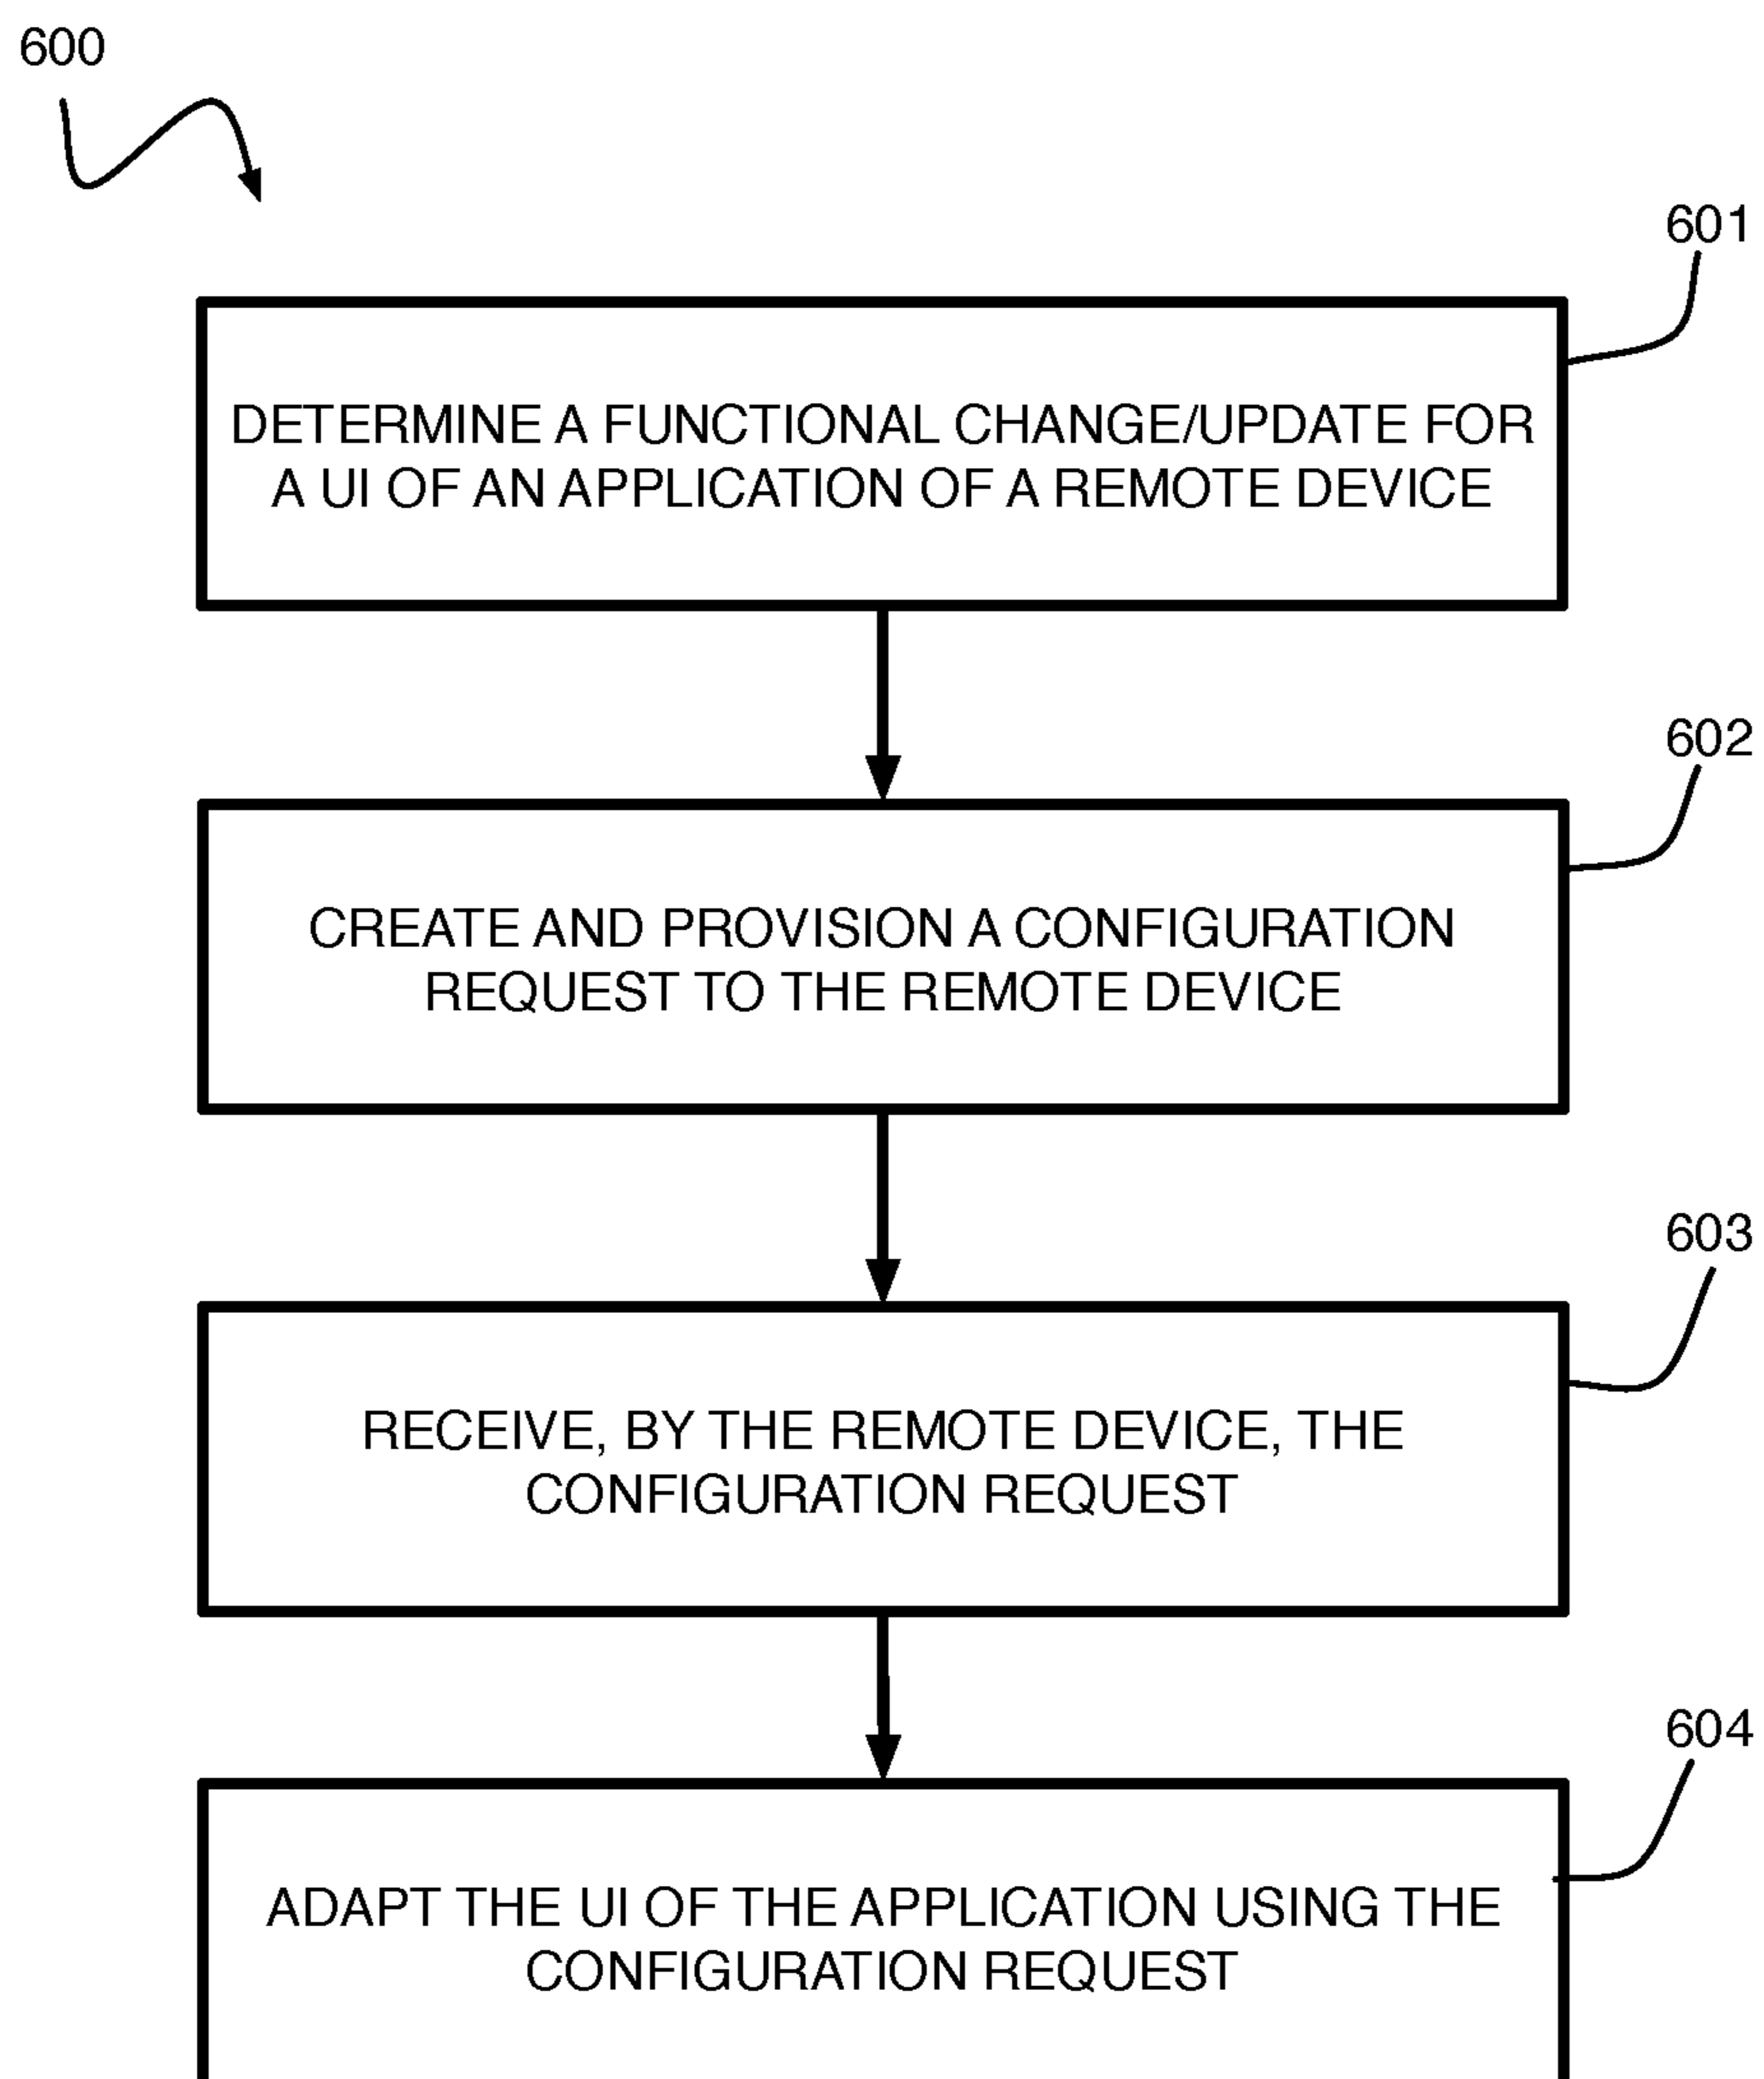 600
601
DETERMINE A FUNCTIONAL CHANGE/UPDATE FOR
A UI OF AN APPLICATION OF A REMOTE DEVICE
602
CREATE AND PROVISION A CONFIGURATION
REQUEST TO THE REMOTE DEVICE
603
RECEIVE, BY THE REMOTE DEVICE, THE
CONFIGURATION REQUEST
604
ADAPT THE UI OF THE APPLICATION USING THE
CONFIGURATION REQUEST